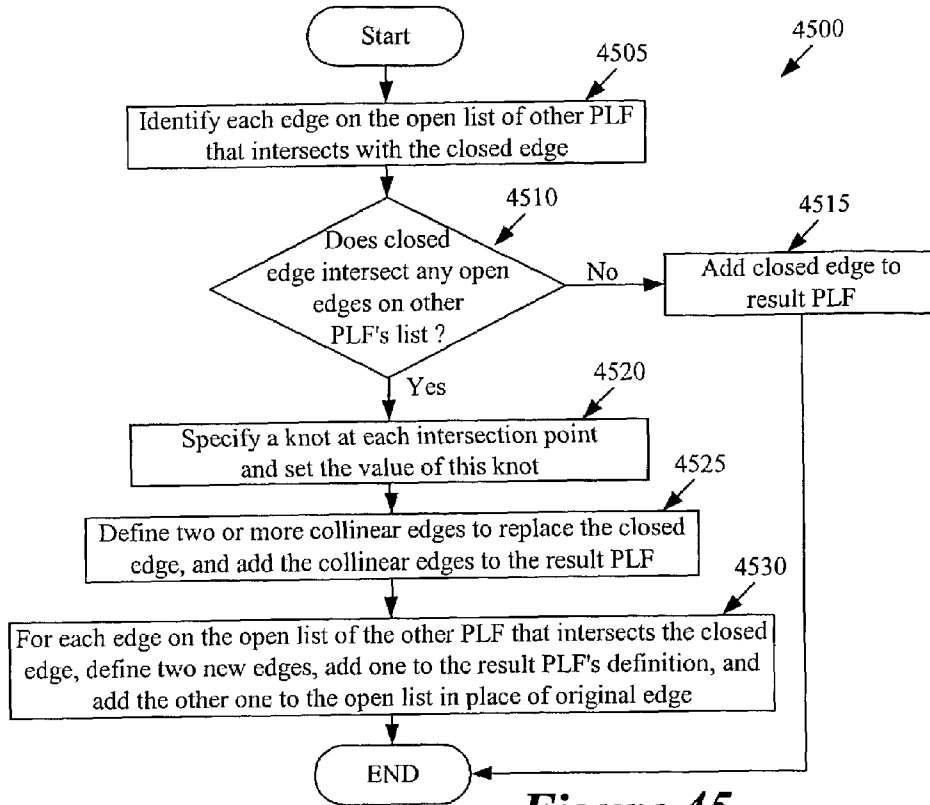 Start
4500
4505
Identify each edge on the open list of other PLF
that intersects with the closed edge
4510
Does closed
edge intersect any open
edges on other
PLF's list ?
No
4515
Add closed edge to
result PLF
Yes
4520
Specify a knot at each intersection point
and set the value of this knot
4525
Define two or more collinear edges to replace the closed
edge, and add the collinear edges to the result PLF
4530
For each edge on the open list of the other PLF that intersects the closed
edge, define two new edges, add one to the result PLF's definition, and
add the other one to the open list in place of original edge
END
Figure 45